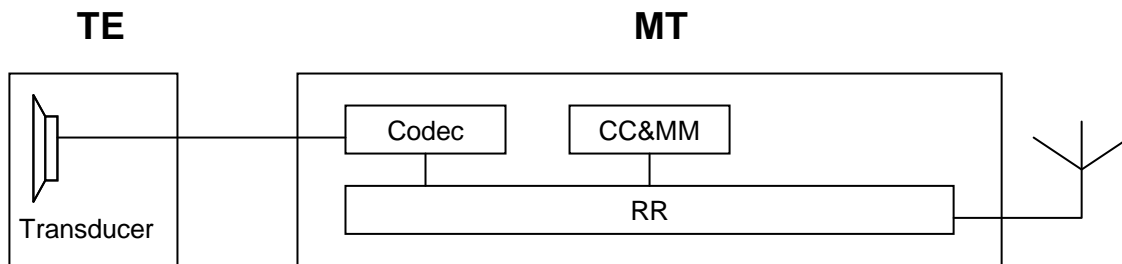 TE
MT
Codec
CC&MM
RR
Transducer